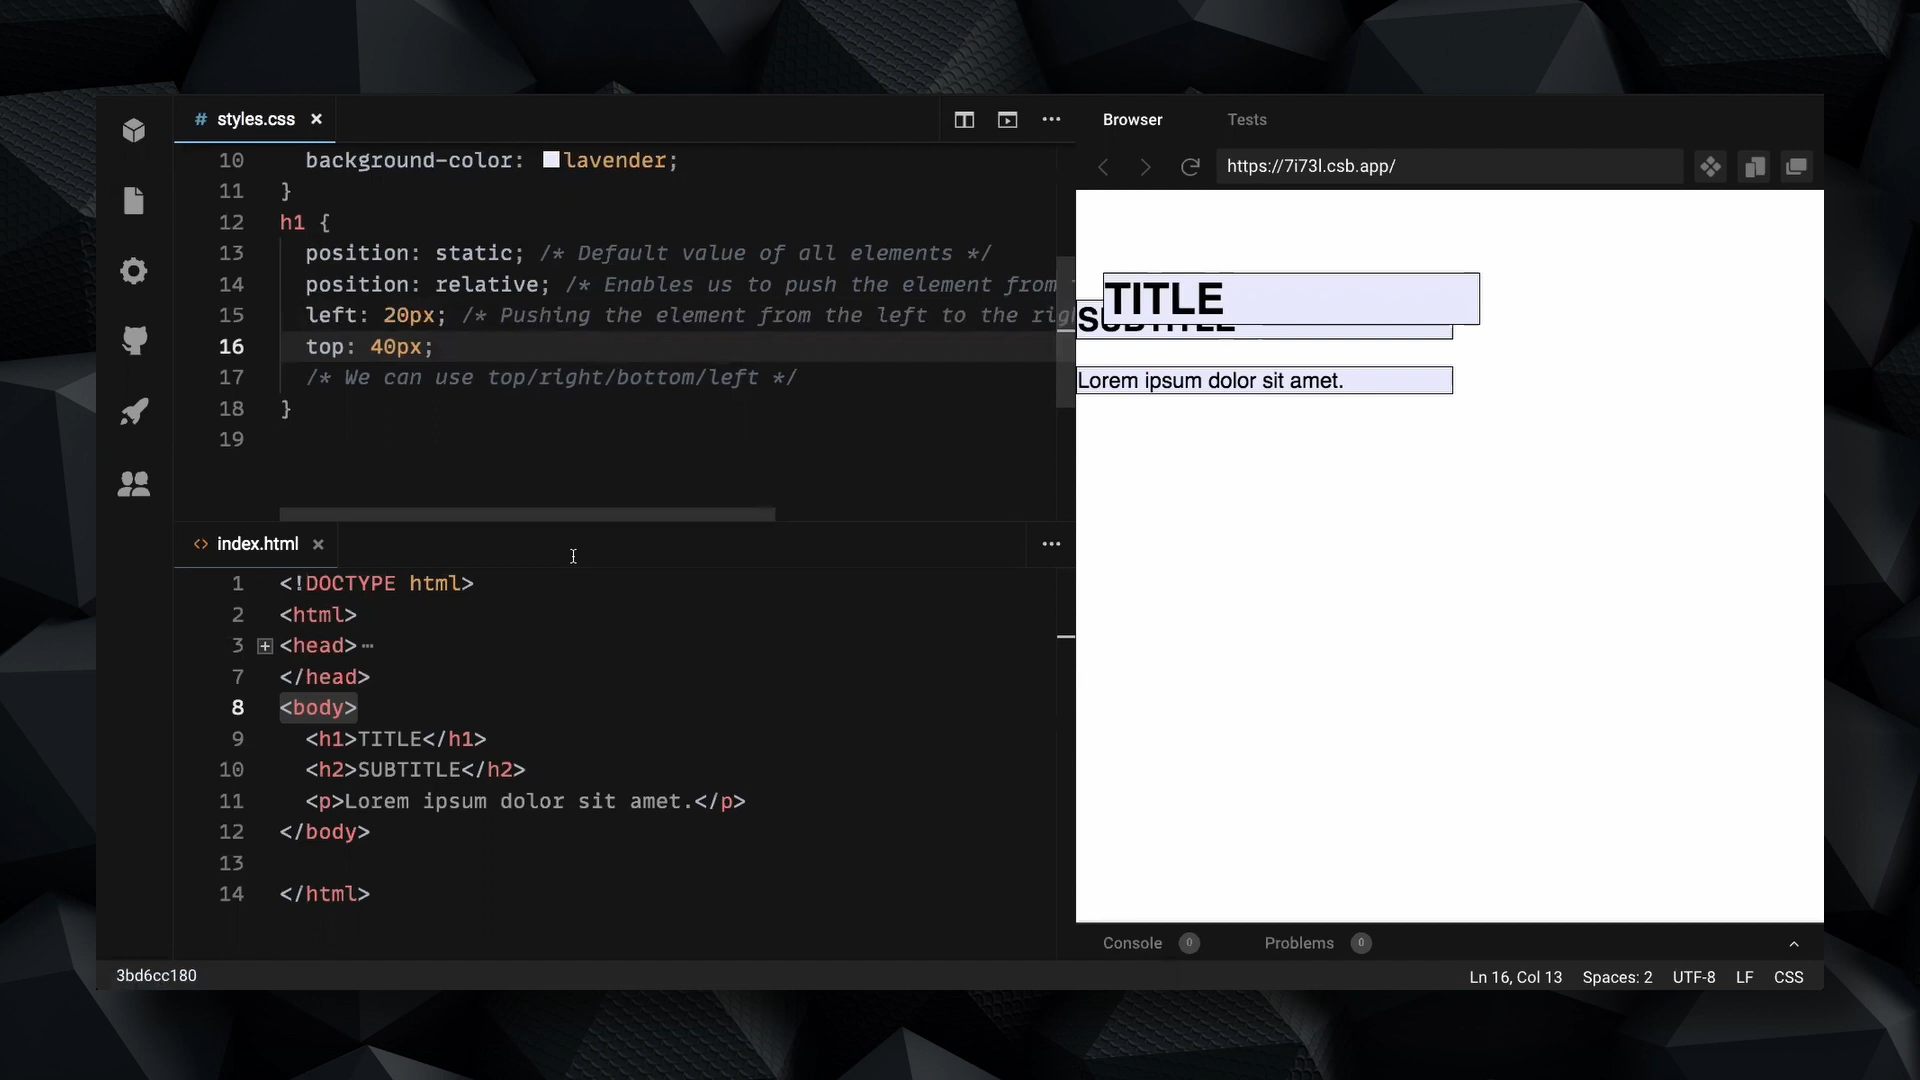 # styles.css ×
10 background-color: lavender;
11 }
12 h1 {
13 position: static; /* Default value of all elements */
14 position: relative; /* Enables us to push the element from
15 left: 20px; /* Pushing the element from the left to the rig
16 top: 40px;
17 /* We can use top/right/bottom/left */
18 }
19
<> index.html ×
1 <!DOCTYPE html>
2 <html>
3 <head>
7 </head>
8 <body>
9 <h1>TITLE</h1>
10 <h2>SUBTITLE</h2>
11 <p>Lorem ipsum dolor sit amet.</p>
12 </body>
13
14 </html>
Browser Tests
https://7i73l.csb.app/
TITLE
SUBTITLE
Lorem ipsum dolor sit amet.
Console 0 Problems 0
3bd6cc180
Ln 16, Col 13 Spaces: 2 UTF-8 LF CSS